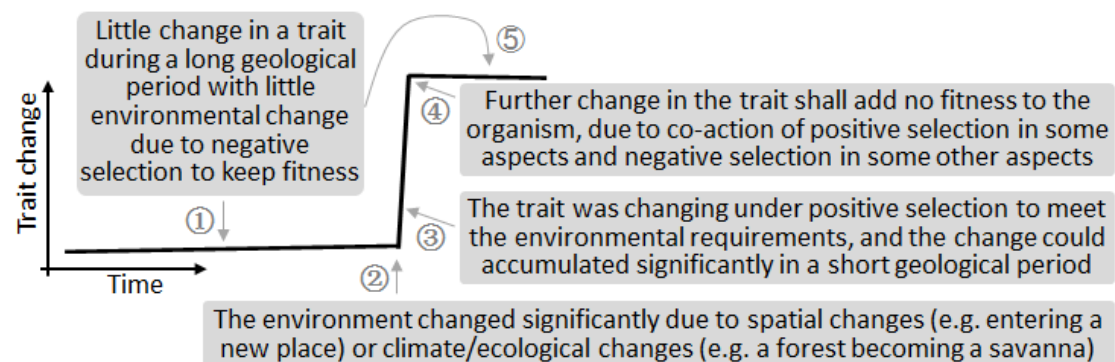 Little change in a trait
during a long geological
period with little
environmental change
due to negative
selection to keep fitness
⑤
④
Further change in the trait shall add no fitness to the
organism, due to co-action of positive selection in some
aspects and negative selection in some other aspects
Trait change
①
③
The trait was changing under positive selection to meet
the environmental requirements, and the change could
accumulated significantly in a short geological period
Time
②
The environment changed significantly due to spatial changes (e.g. entering a
new place) or climate/ecological changes (e.g. a forest becoming a savanna)